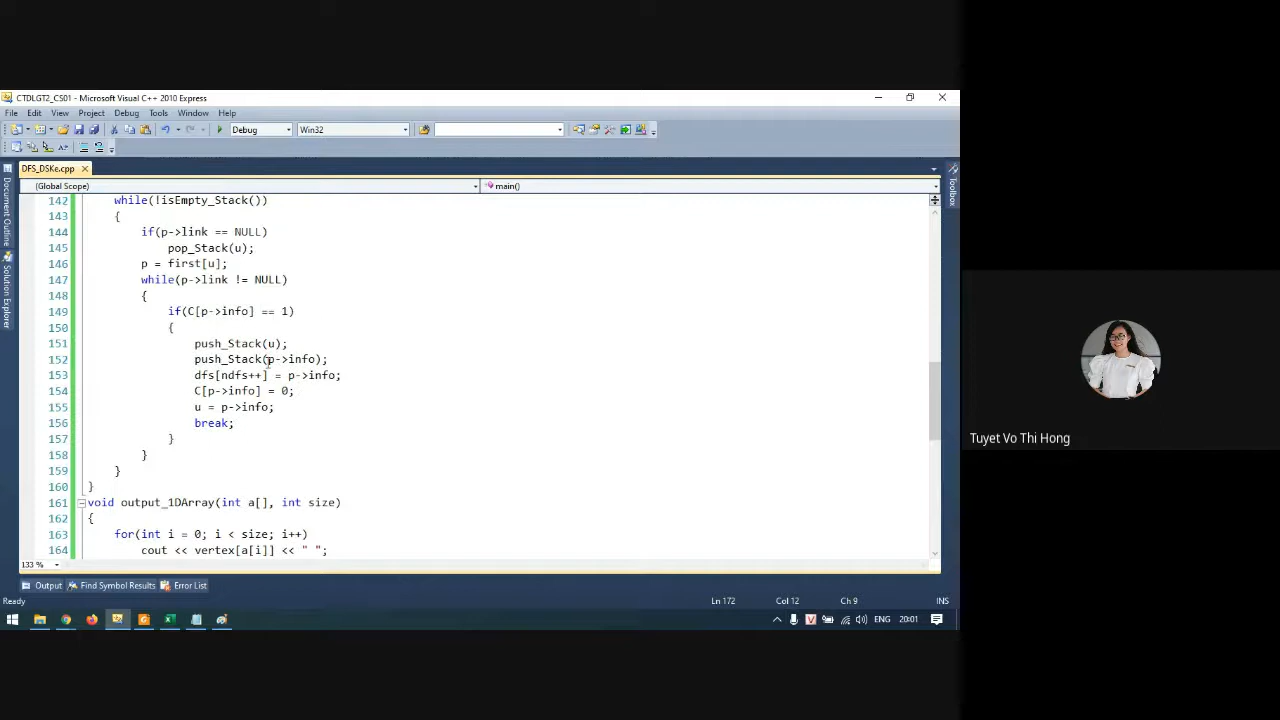 CTDLGT2_CS01 - Microsoft Visual C++ 2010 Express
File Edit View Project Debug Tools Window Help
Debug Win32
DFS_DSKe.cpp
(Global Scope) main()
142 while(!isEmpty_Stack())
143 {
144 if(p->link == NULL)
145 pop_Stack(u);
146 p = first[u];
147 while(p->link != NULL)
148 {
149 if(C[p->info] == 1)
150 {
151 push_Stack(u);
152 push_Stack(p->info);
153 dfs[ndfs++] = p->info;
154 C[p->info] = 0;
155 u = p->info;
156 break;
157 }
158 }
159 }
160 }
161 void output_1DArray(int a[], int size)
162 {
163 for(int i = 0; i < size; i++)
164 cout << vertex[a[i]] << " ";
133 %
Document Outline
Solution Explorer
Toolbox
Output Find Symbol Results Error List
Ready Ln 172 Col 12 Ch 9 INS
V ENG 20:01
Tuyet Vo Thi Hong